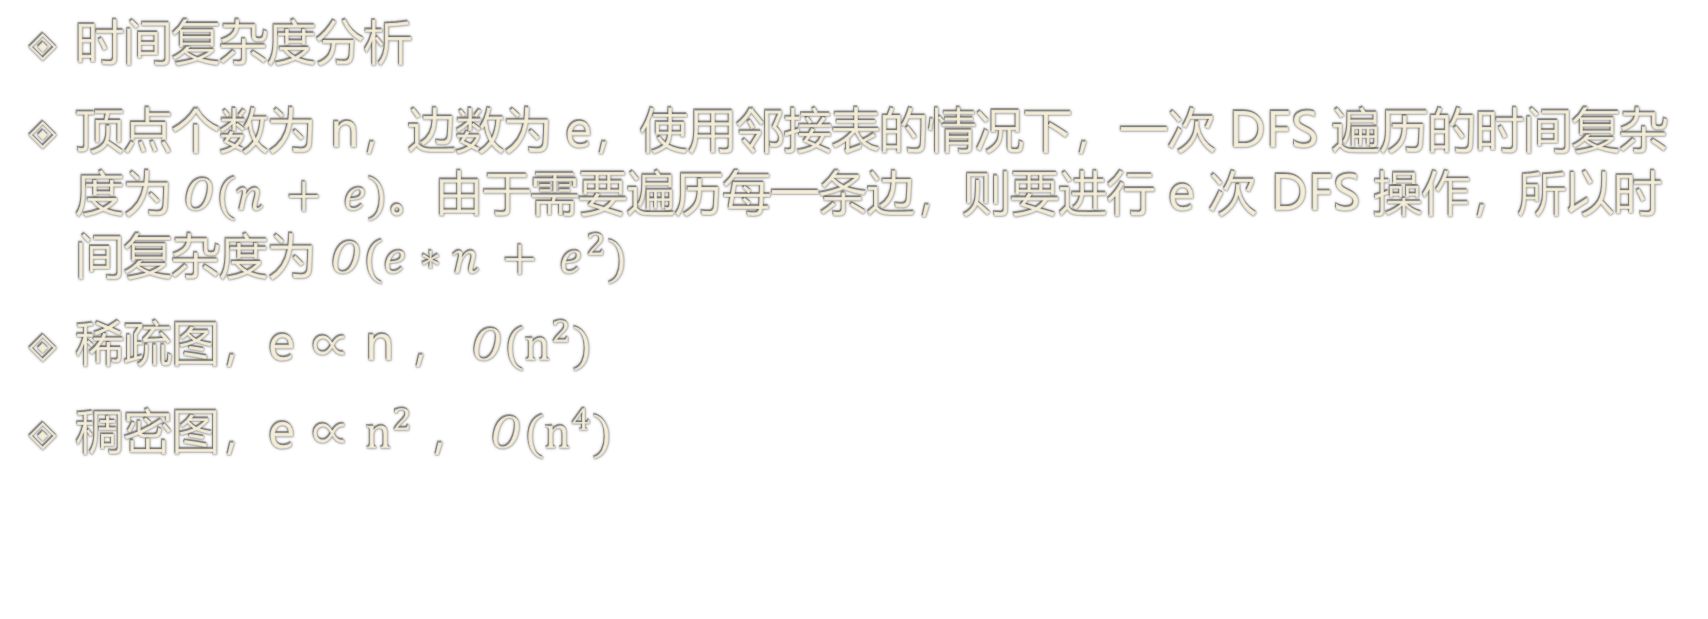 时间复杂度分析
顶点个数为 n，边数为 e，使用邻接表的情况下，一次 DFS 遍历的时间复杂
度为 O(n + e)。由于需要遍历每一条边，则要进行 e 次 DFS 操作，所以时
间复杂度为 O(e * n + e²)
稀疏图，e ∝ n ， O(n²)
稠密图，e ∝ n² ， O(n⁴)